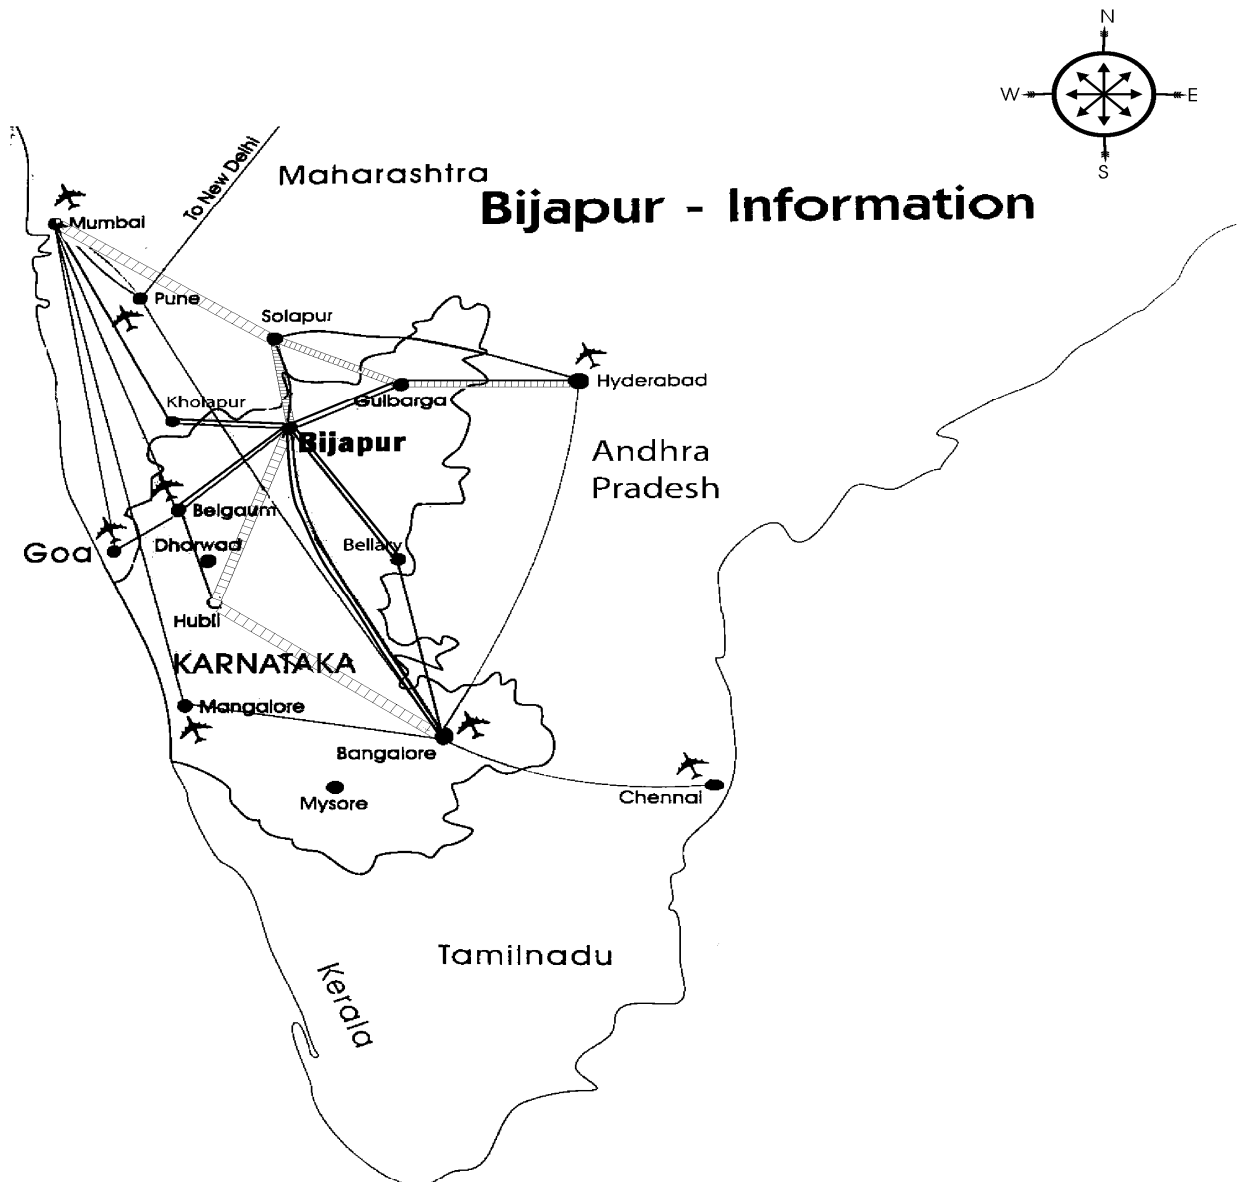 N
W
E
S
To New Delhi
Maharashtra
Bijapur - Information
Mumbai
Pune
Solapur
Hyderabad
Kholapur
Gulbarga
Bijapur
Andhra
Pradesh
Belgaum
Goa
Dharwad
Bellary
Hubli
KARNATAKA
Mangalore
Bangalore
Mysore
Chennai
Tamilnadu
Kerala